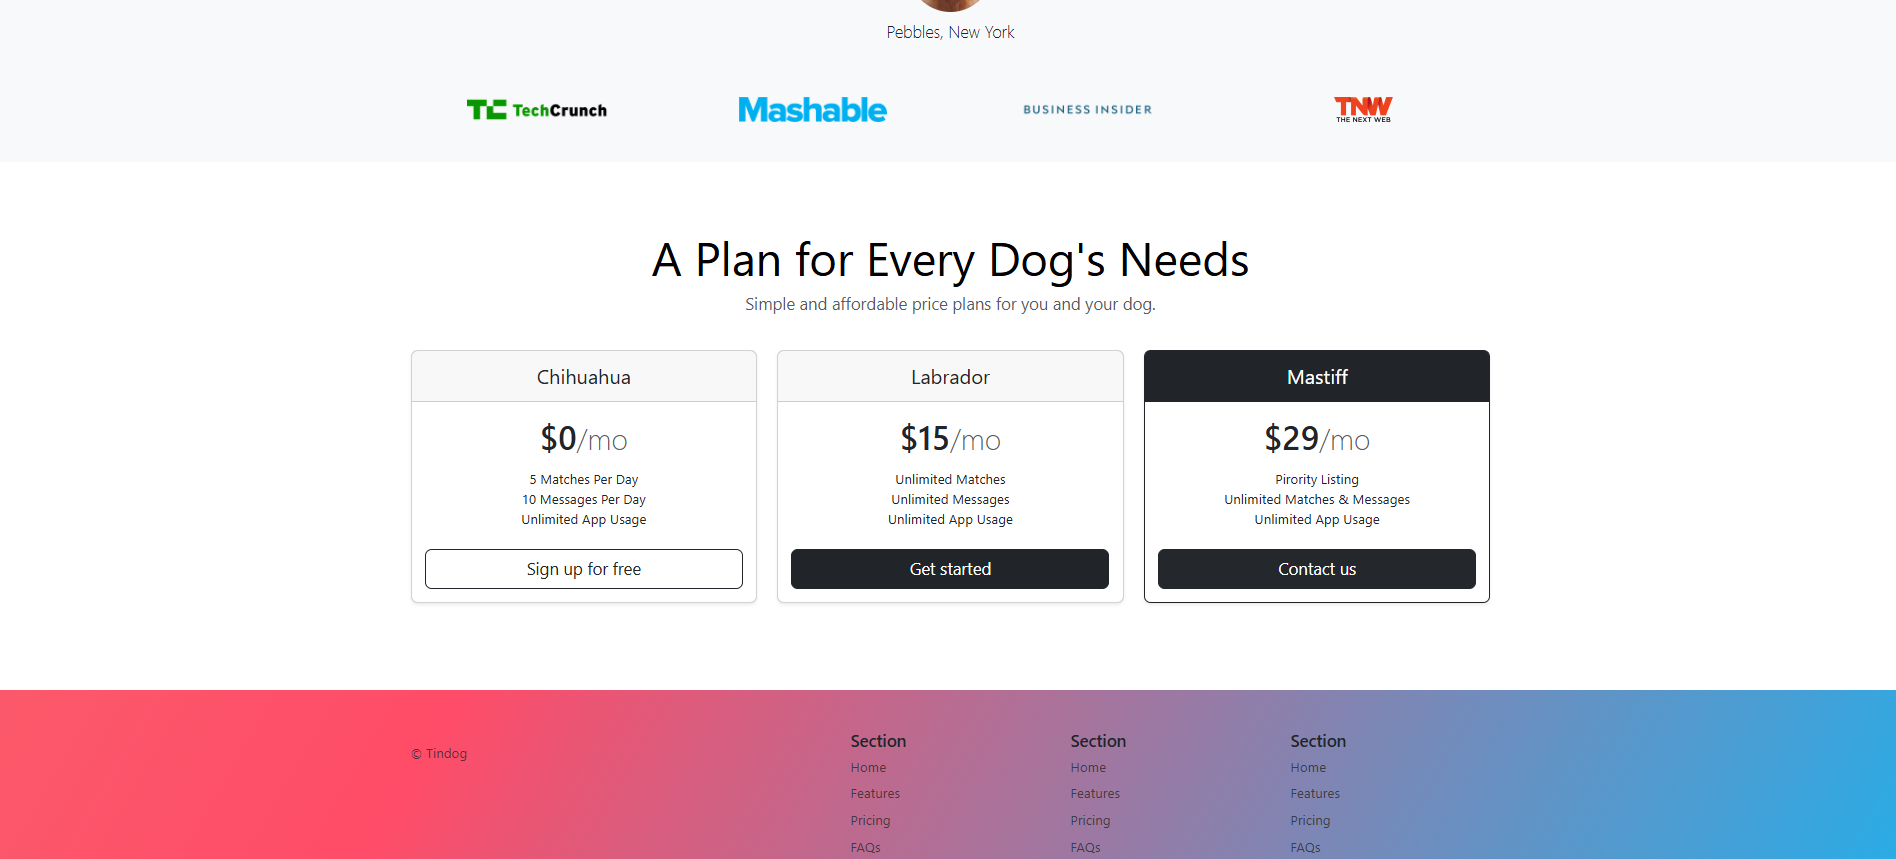 Pebbles, New York
TC TechCrunch
Mashable
BUSINESS INSIDER
TNW
THE NEXT WEB
A Plan for Every Dog's Needs
Simple and affordable price plans for you and your dog.
Chihuahua
$0/mo
5 Matches Per Day
10 Messages Per Day
Unlimited App Usage
Sign up for free
Labrador
$15/mo
Unlimited Matches
Unlimited Messages
Unlimited App Usage
Get started
Mastiff
$29/mo
Pirority Listing
Unlimited Matches & Messages
Unlimited App Usage
Contact us
© Tindog
Section
Home
Features
Pricing
FAQs
Section
Home
Features
Pricing
FAQs
Section
Home
Features
Pricing
FAQs